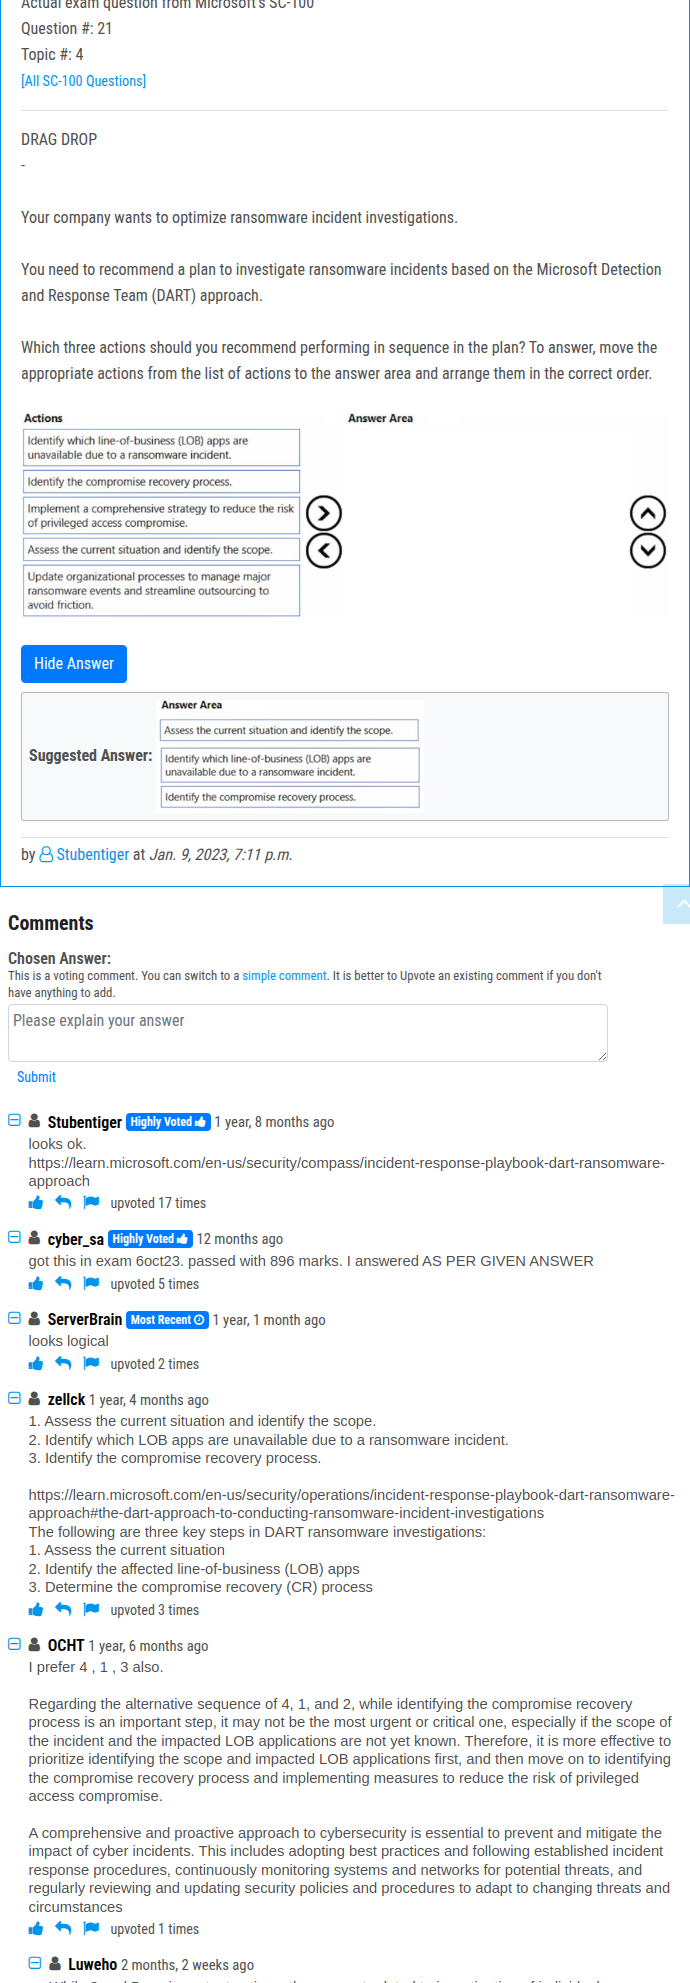 Actual exam question from Microsoft's SC-100
Question #: 21
Topic #: 4
[All SC-100 Questions]
DRAG DROP
-
Your company wants to optimize ransomware incident investigations.
You need to recommend a plan to investigate ransomware incidents based on the Microsoft Detection
and Response Team (DART) approach.
Which three actions should you recommend performing in sequence in the plan? To answer, move the
appropriate actions from the list of actions to the answer area and arrange them in the correct order.
Actions
Answer Area
Identify which line-of-business (LOB) apps are
unavailable due to a ransomware incident.
Identify the compromise recovery process.
Implement a comprehensive strategy to reduce the risk
of privileged access compromise.
Assess the current situation and identify the scope.
Update organizational processes to manage major
ransomware events and streamline outsourcing to
avoid friction.
Hide Answer
Suggested Answer:
Answer Area
Assess the current situation and identify the scope.
Identify which line-of-business (LOB) apps are
unavailable due to a ransomware incident.
Identify the compromise recovery process.
by Stubentiger at Jan. 9, 2023, 7:11 p.m.
Comments
Chosen Answer:
This is a voting comment. You can switch to a simple comment. It is better to Upvote an existing comment if you don't
have anything to add.
Please explain your answer
Submit
Stubentiger Highly Voted 1 year, 8 months ago
looks ok.
https://learn.microsoft.com/en-us/security/compass/incident-response-playbook-dart-ransomware-
approach
upvoted 17 times
cyber_sa Highly Voted 12 months ago
got this in exam 6oct23. passed with 896 marks. I answered AS PER GIVEN ANSWER
upvoted 5 times
ServerBrain Most Recent 1 year, 1 month ago
looks logical
upvoted 2 times
zellck 1 year, 4 months ago
1. Assess the current situation and identify the scope.
2. Identify which LOB apps are unavailable due to a ransomware incident.
3. Identify the compromise recovery process.
https://learn.microsoft.com/en-us/security/operations/incident-response-playbook-dart-ransomware-
approach#the-dart-approach-to-conducting-ransomware-incident-investigations
The following are three key steps in DART ransomware investigations:
1. Assess the current situation
2. Identify the affected line-of-business (LOB) apps
3. Determine the compromise recovery (CR) process
upvoted 3 times
OCHT 1 year, 6 months ago
I prefer 4 , 1 , 3 also.
Regarding the alternative sequence of 4, 1, and 2, while identifying the compromise recovery
process is an important step, it may not be the most urgent or critical one, especially if the scope of
the incident and the impacted LOB applications are not yet known. Therefore, it is more effective to
prioritize identifying the scope and impacted LOB applications first, and then move on to identifying
the compromise recovery process and implementing measures to reduce the risk of privileged
access compromise.
A comprehensive and proactive approach to cybersecurity is essential to prevent and mitigate the
impact of cyber incidents. This includes adopting best practices and following established incident
response procedures, continuously monitoring systems and networks for potential threats, and
regularly reviewing and updating security policies and procedures to adapt to changing threats and
circumstances
upvoted 1 times
Luweho 2 months, 2 weeks ago